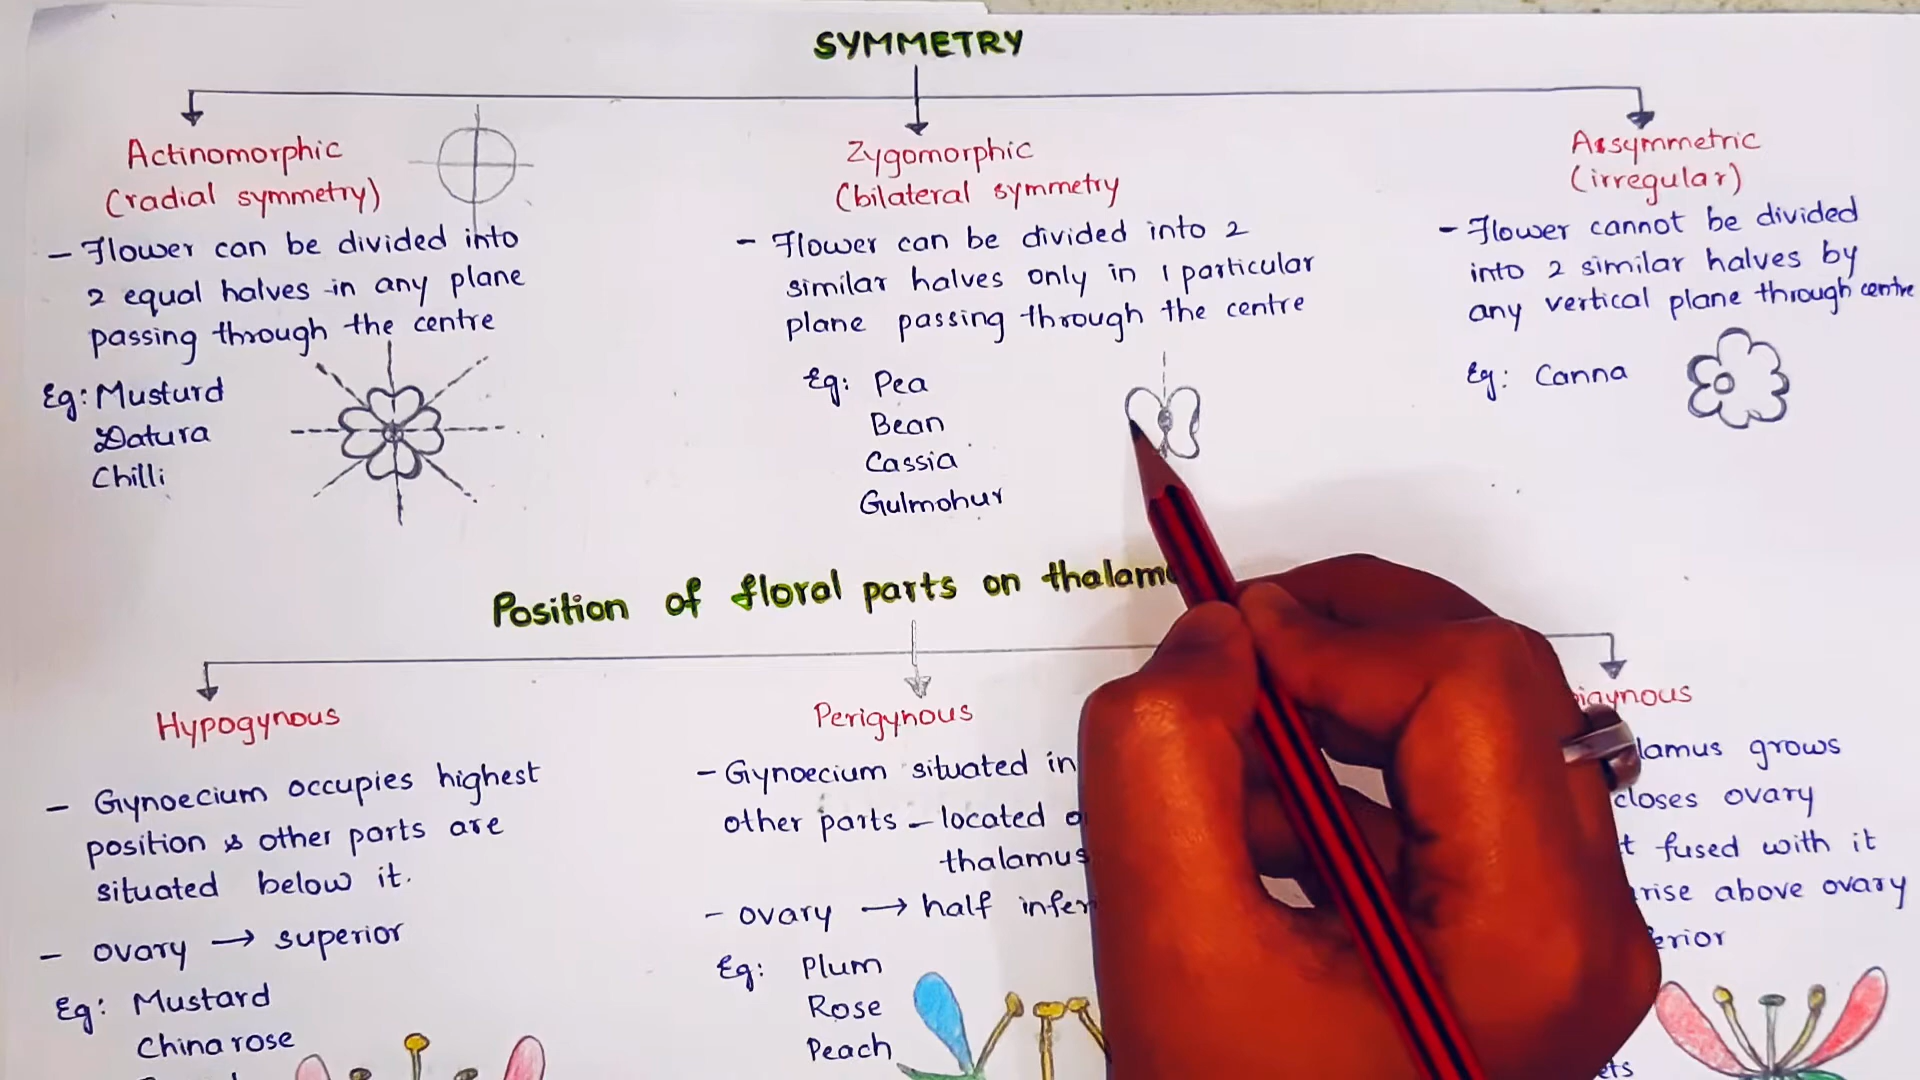 SYMMETRY
Actinomorphic
(radial symmetry)
- Flower can be divided into
2 equal halves in any plane
passing through the centre
Eg: Musturd
Datura
Chilli
Zygomorphic
(bilateral symmetry
- Flower can be divided into 2
similar halves only in 1 particular
plane passing through the centre
Eg: Pea
Bean
Cassia
Gulmohur
Assymmetric
(irregular)
- Flower cannot be divided
into 2 similar halves by
any vertical plane through centre
Eg: Canna
Position of floral parts on
Hypogynous
- Gynoecium occupies highest
position & other parts are
situated below it.
- ovary → superior
Eg: Mustard
China rose
Perigynous
- Gynoecium situated in
other parts - located
thalamus
- ovary → half
Eg: Plum
Rose
Peach
grows
ovary
fused with it
rise above ovary